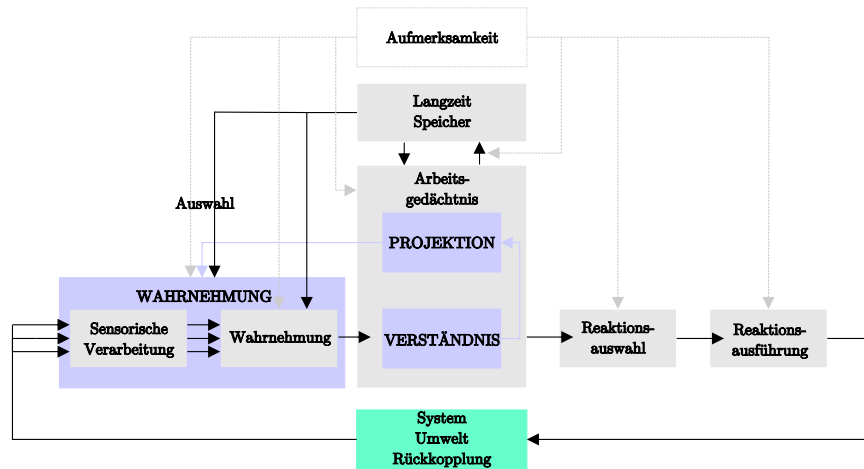 Aufmerksamkeit
Langzeit
Speicher
Arbeits-
gedächtnis
Auswahl
PROJEKTION
WAHRNEHMUNG
Sensorische
Verarbeitung
Wahrnehmung
VERSTÄNDNIS
Reaktions-
auswahl
Reaktions-
ausführung
System
Umwelt
Rückkopplung